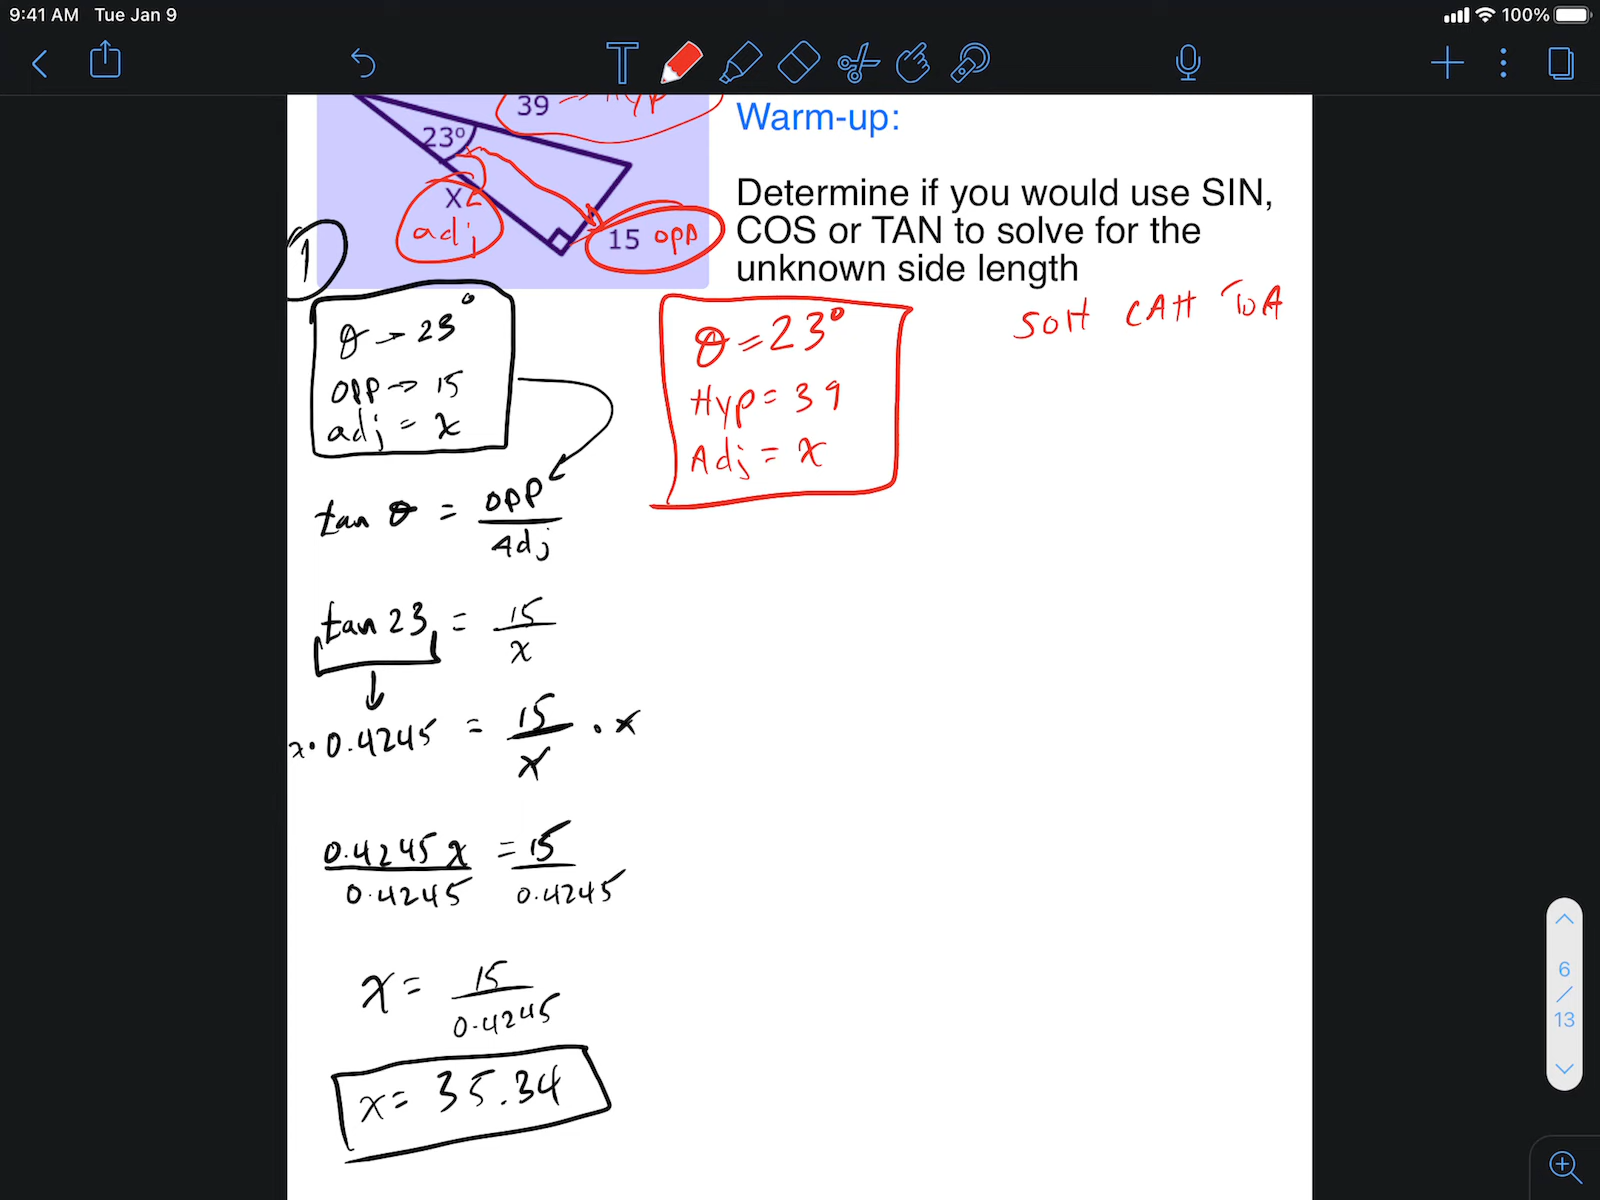 9:41 AM Tue Jan 9
100%
T
39 → Hyp
23°
x
adj
15 opp
Warm-up:
Determine if you would use SIN,
COS or TAN to solve for the
unknown side length
SOH CAH TOA
1
θ → 23°
opp → 15
adj = x
θ = 23°
Hyp = 39
Adj = x
tan θ = opp / Adj
tan 23 = 15 / x
x · 0.4245 = 15 / x · x
0.4245 x / 0.4245 = 15 / 0.4245
x = 15 / 0.4245
x = 35.34
6 / 13